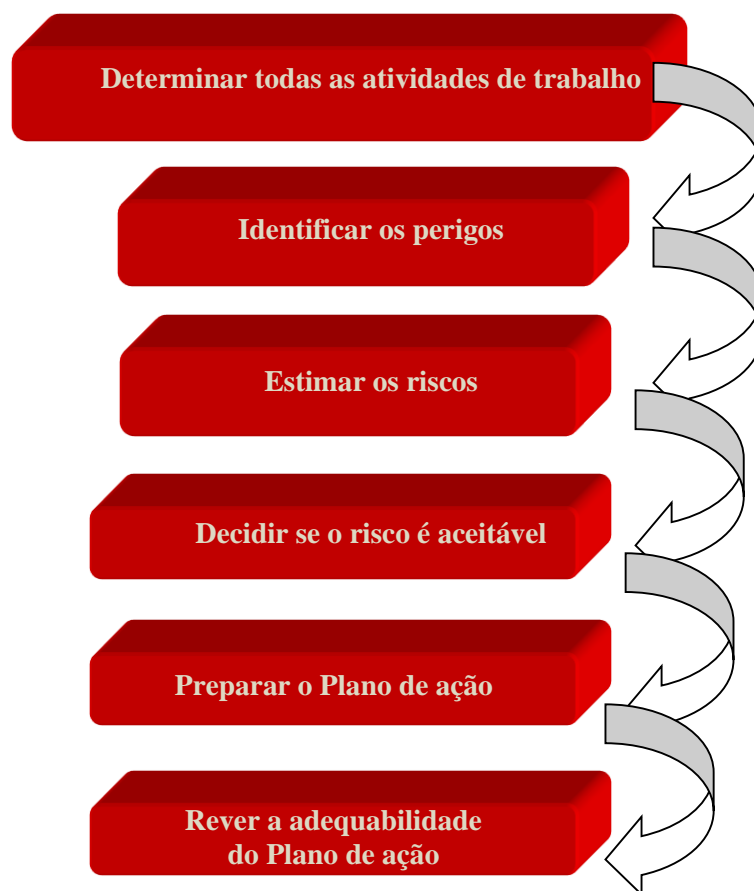 Determinar todas as atividades de trabalho
Identificar os perigos
Estimar os riscos
Decidir se o risco é aceitável
Preparar o Plano de ação
Rever a adequabilidade
do Plano de ação